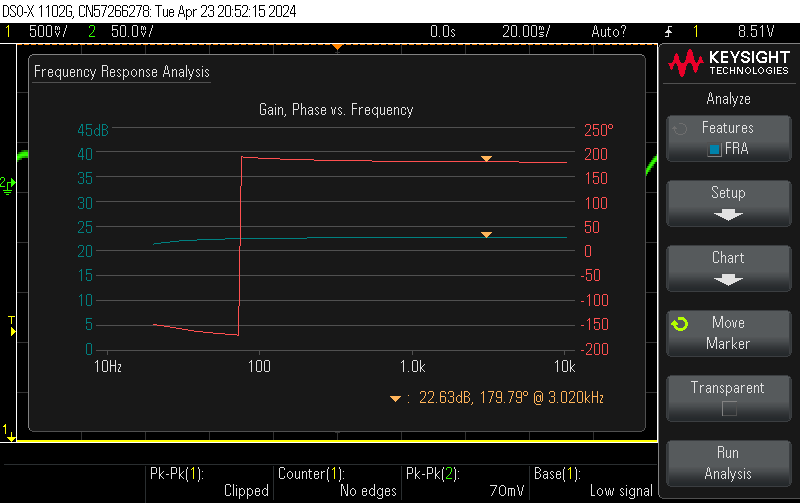 DSO-X 1102G, CN57266278: Tue Apr 23 20:52:15 2024
1 500♡/ 2 50.0♡/ 0.0s 20.00♡/ Auto? 1 8.51V
Frequency Response Analysis
Gain, Phase vs. Frequency
45dB 250°
40 200
35 150
30 100
25 50
20 0
15 -50
10 -100
5 -150
0 -200
10Hz 100 1.0k 10k
: 22.63dB, 179.79° @ 3.020kHz
2
T
1
KEYSIGHT
TECHNOLOGIES
Analyze
Features
FRA
Setup
Chart
Move
Marker
Transparent
Run
Analysis
Pk-Pk(1): Counter(1): Pk-Pk(2): Base(1):
Clipped No edges 70mV Low signal